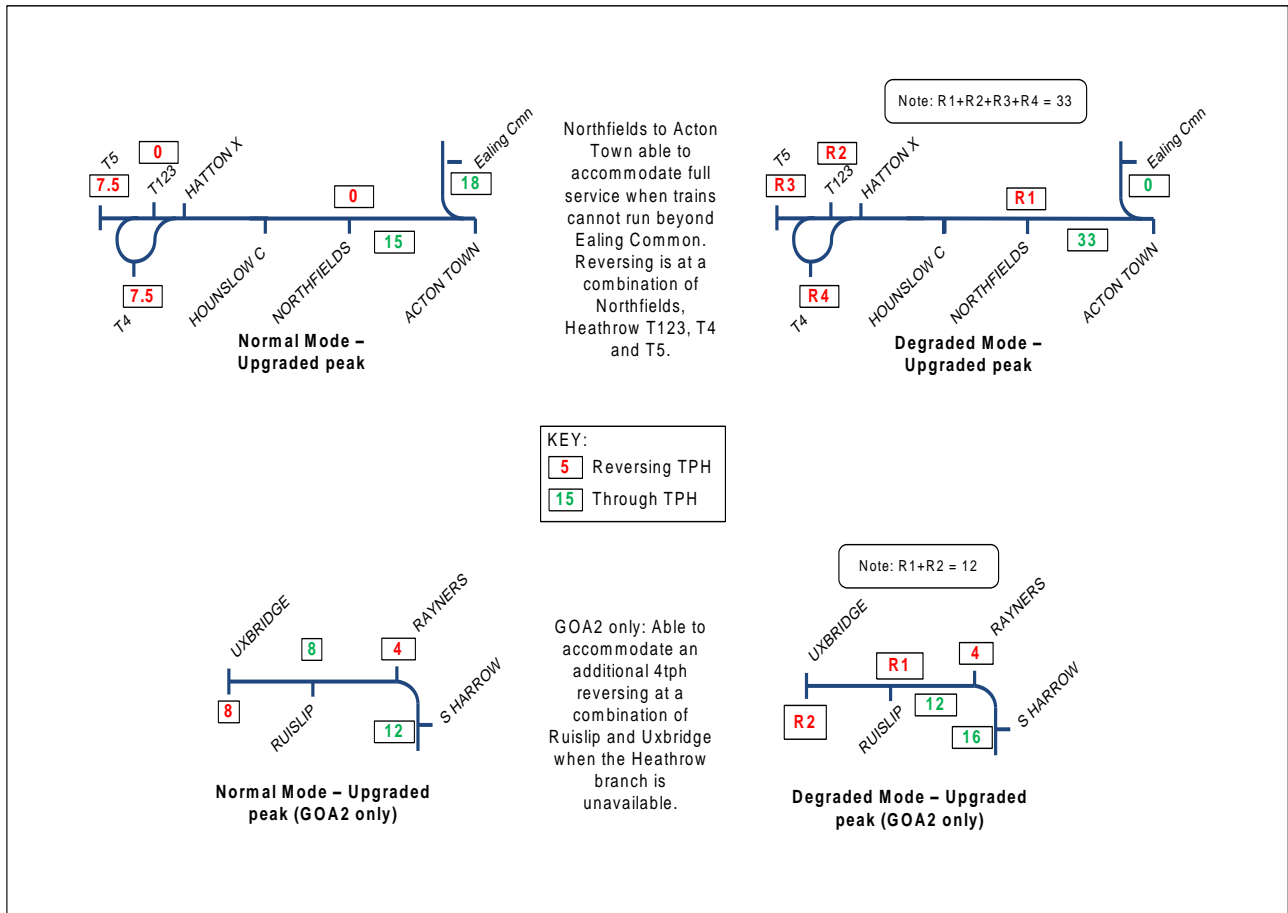 T5
0
T123
HATTON X
7.5
0
18
Ealing Cmn
15
7.5
T4
HOUNSLOW C
NORTHFIELDS
ACTON TOWN
Normal Mode –
Upgraded peak
Northfields to Acton
Town able to
accommodate full
service when trains
cannot run beyond
Ealing Common.
Reversing is at a
combination of
Northfields,
Heathrow T123, T4
and T5.
Note: R1+R2+R3+R4 = 33
T5
R2
T123
HATTON X
R3
R1
0
Ealing Cmn
33
R4
T4
HOUNSLOW C
NORTHFIELDS
ACTON TOWN
Degraded Mode –
Upgraded peak
KEY:
5 Reversing TPH
15 Through TPH
UXBRIDGE
8
4
RAYNERS
8
RUISLIP
12
S HARROW
Normal Mode – Upgraded
peak (GOA2 only)
GOA2 only: Able to
accommodate an
additional 4tph
reversing at a
combination of
Ruislip and Uxbridge
when the Heathrow
branch is
unavailable.
Note: R1+R2 = 12
UXBRIDGE
R1
4
RAYNERS
R2
RUISLIP
12
16
S HARROW
Degraded Mode – Upgraded
peak (GOA2 only)